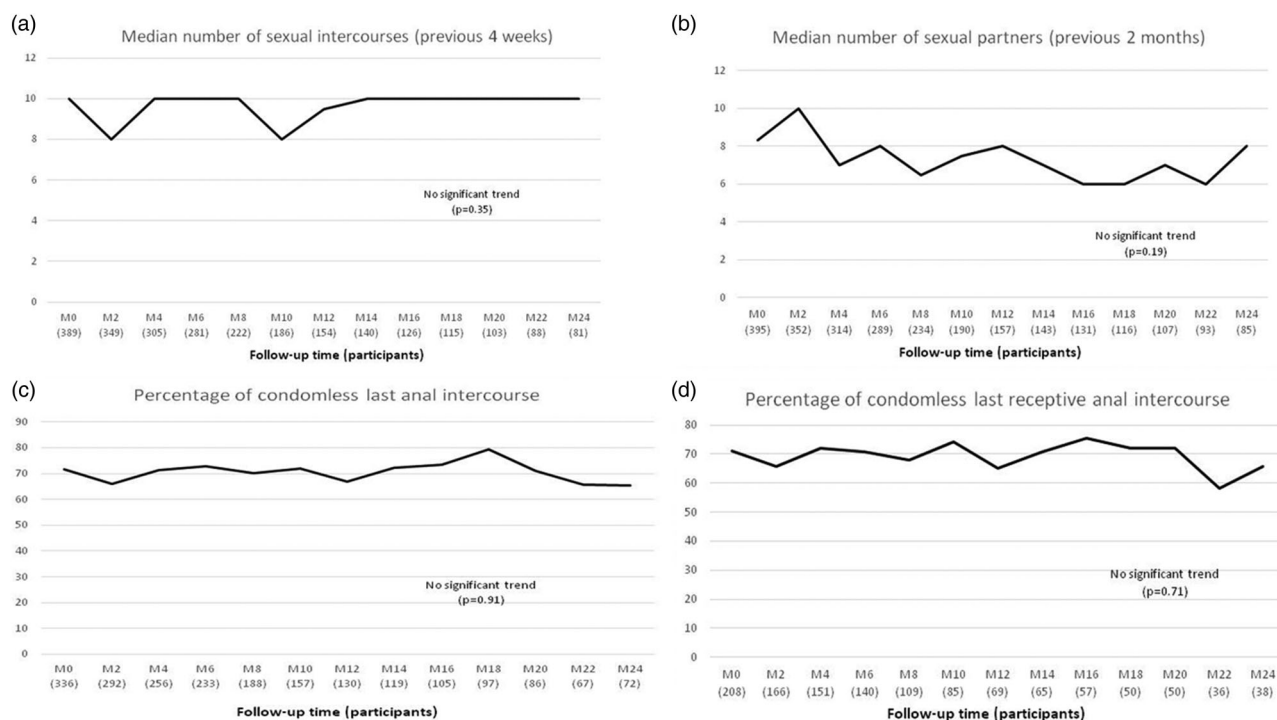 (a)
Median number of sexual intercourses (previous 4 weeks)
12
10
8
6
4
2
0
No significant trend
(p=0.35)
M0 M2 M4 M6 M8 M10 M12 M14 M16 M18 M20 M22 M24
(389) (349) (305) (281) (222) (186) (154) (140) (126) (115) (103) (88) (81)
Follow-up time (participants)
(b)
Median number of sexual partners (previous 2 months)
12
10
8
6
4
2
0
No significant trend
(p=0.19)
M0 M2 M4 M6 M8 M10 M12 M14 M16 M18 M20 M22 M24
(395) (352) (314) (289) (234) (190) (157) (143) (131) (116) (107) (93) (85)
Follow-up time (participants)
(c)
Percentage of condomless last anal intercourse
90
80
70
60
50
40
30
20
10
0
No significant trend
(p=0.91)
M0 M2 M4 M6 M8 M10 M12 M14 M16 M18 M20 M22 M24
(336) (292) (256) (233) (188) (157) (130) (119) (105) (97) (86) (67) (72)
Follow-up time (participants)
(d)
Percentage of condomless last receptive anal intercourse
80
70
60
50
40
30
20
10
0
No significant trend
(p=0.71)
M0 M2 M4 M6 M8 M10 M12 M14 M16 M18 M20 M22 M24
(208) (166) (151) (140) (109) (85) (69) (65) (57) (50) (50) (36) (38)
Follow-up time (participants)